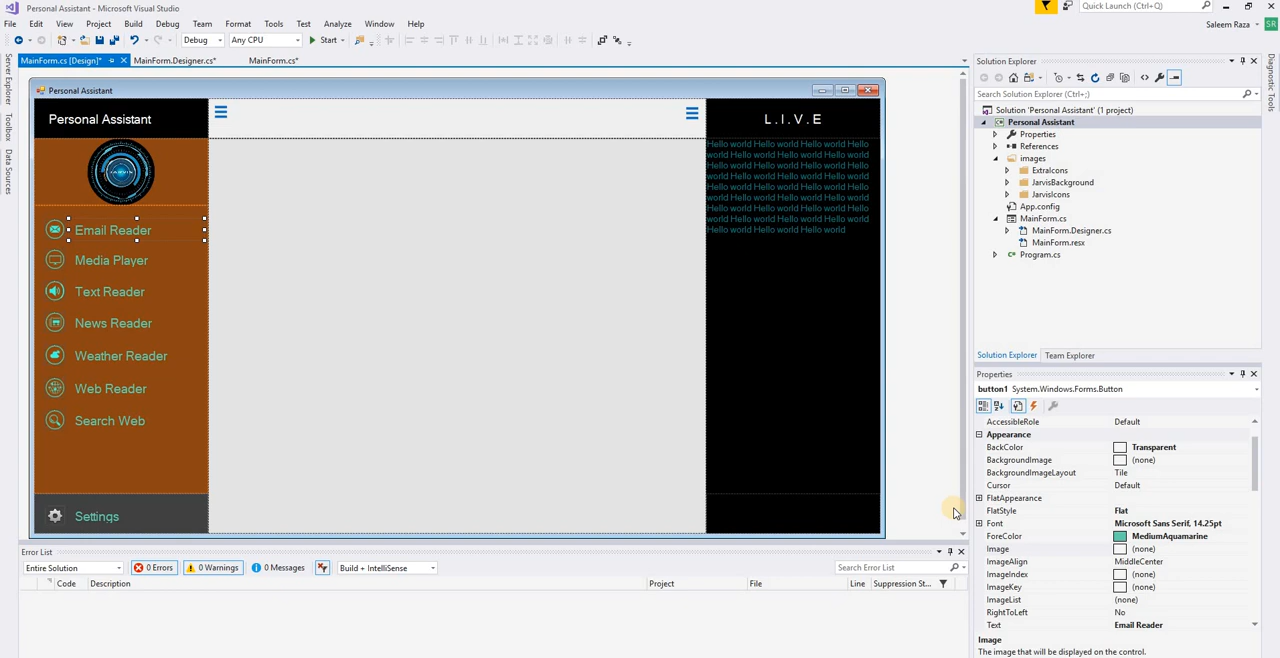 Personal Assistant - Microsoft Visual Studio
Quick Launch (Ctrl+Q)
File Edit View Project Build Debug Team Format Tools Test Analyze Window Help
Saleem Raza SR
Debug Any CPU Start
MainForm.cs [Design]* MainForm.Designer.cs* MainForm.cs*
Server Explorer
Toolbox
Data Sources
Personal Assistant
Personal Assistant
L.I.V.E
Hello world Hello world Hello world Hello
world Hello world Hello world Hello world
Hello world Hello world Hello world Hello
world Hello world Hello world Hello world
Hello world Hello world Hello world Hello
world Hello world Hello world Hello world
Hello world Hello world Hello world Hello
world Hello world Hello world Hello world
Hello world Hello world Hello world
Email Reader
Media Player
Text Reader
News Reader
Weather Reader
Web Reader
Search Web
Settings
Solution Explorer
Search Solution Explorer (Ctrl+;)
Solution 'Personal Assistant' (1 project)
Personal Assistant
Properties
References
images
ExtraIcons
JarvisBackground
JarvisIcons
App.config
MainForm.cs
MainForm.Designer.cs
MainForm.resx
Program.cs
Solution Explorer Team Explorer
Diagnostic Tools
Properties
button1 System.Windows.Forms.Button
AccessibleRole Default
Appearance
BackColor Transparent
BackgroundImage (none)
BackgroundImageLayout Tile
Cursor Default
FlatAppearance
FlatStyle Flat
Font Microsoft Sans Serif, 14.25pt
ForeColor MediumAquamarine
Image (none)
ImageAlign MiddleCenter
ImageIndex (none)
ImageKey (none)
ImageList (none)
RightToLeft No
Text Email Reader
Image
The image that will be displayed on the control.
Error List
Entire Solution 0 Errors 0 Warnings 0 Messages Build + IntelliSense
Search Error List
Code Description Project File Line Suppression St...